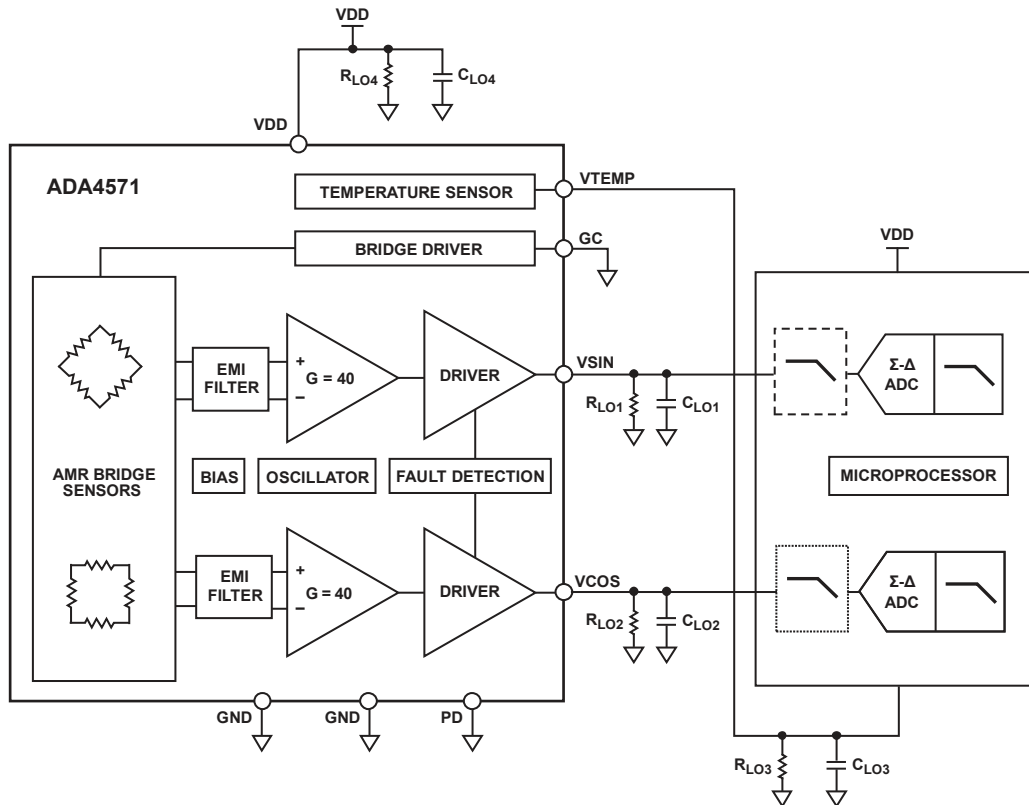 VDD
RLO4
CLO4
VDD
ADA4571
TEMPERATURE SENSOR
VTEMP
BRIDGE DRIVER
GC
VDD
EMI
FILTER
+
G = 40
–
DRIVER
VSIN
RLO1
CLO1
Σ-Δ
ADC
AMR BRIDGE
SENSORS
BIAS
OSCILLATOR
FAULT DETECTION
MICROPROCESSOR
EMI
FILTER
+
G = 40
–
DRIVER
VCOS
RLO2
CLO2
Σ-Δ
ADC
GND
GND
PD
RLO3
CLO3